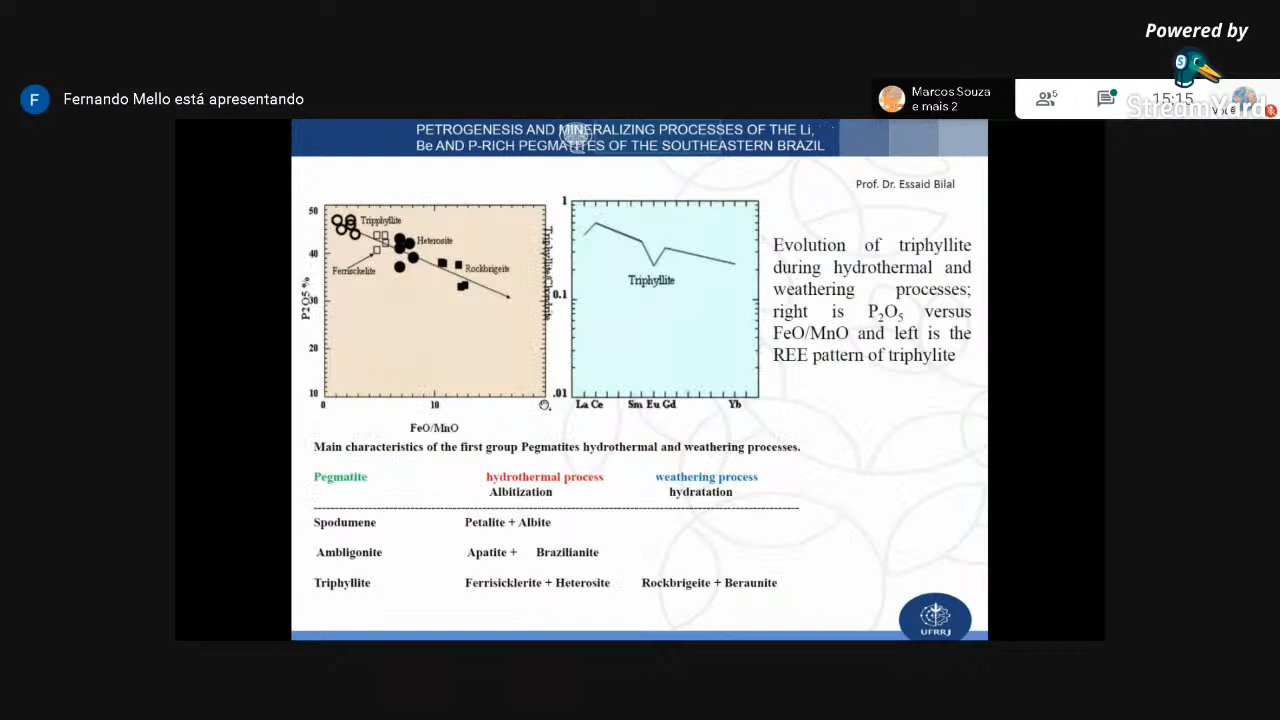 Powered by
StreamYard
F
Fernando Mello está apresentando
Marcos Souza
e mais 2
5
15:15
Você
PETROGENESIS AND MINERALIZING PROCESSES OF THE Li,
Be AND P-RICH PEGMATITES OF THE SOUTHEASTERN BRAZIL
Prof. Dr. Essaid Bilal
50
40
30
20
10
0
10
P2O5 %
FeO/MnO
Tripphyllite
Heterosite
Ferrisckelite
Rockbrigeite
Triphyllite/Chondrite
1
0.1
.01
Triphyllite
La Ce Sm Eu Gd Yb
Evolution of triphyllite
during hydrothermal and
weathering processes;
right is P₂O₅ versus
FeO/MnO and left is the
REE pattern of triphylite
Main characteristics of the first group Pegmatites hydrothermal and weathering processes.
Pegmatite hydrothermal process weathering process
Albitization hydratation
Spodumene Petalite + Albite
Ambligonite Apatite + Brazilianite
Triphyllite Ferrisicklerite + Heterosite Rockbrigeite + Beraunite
UFRRJ